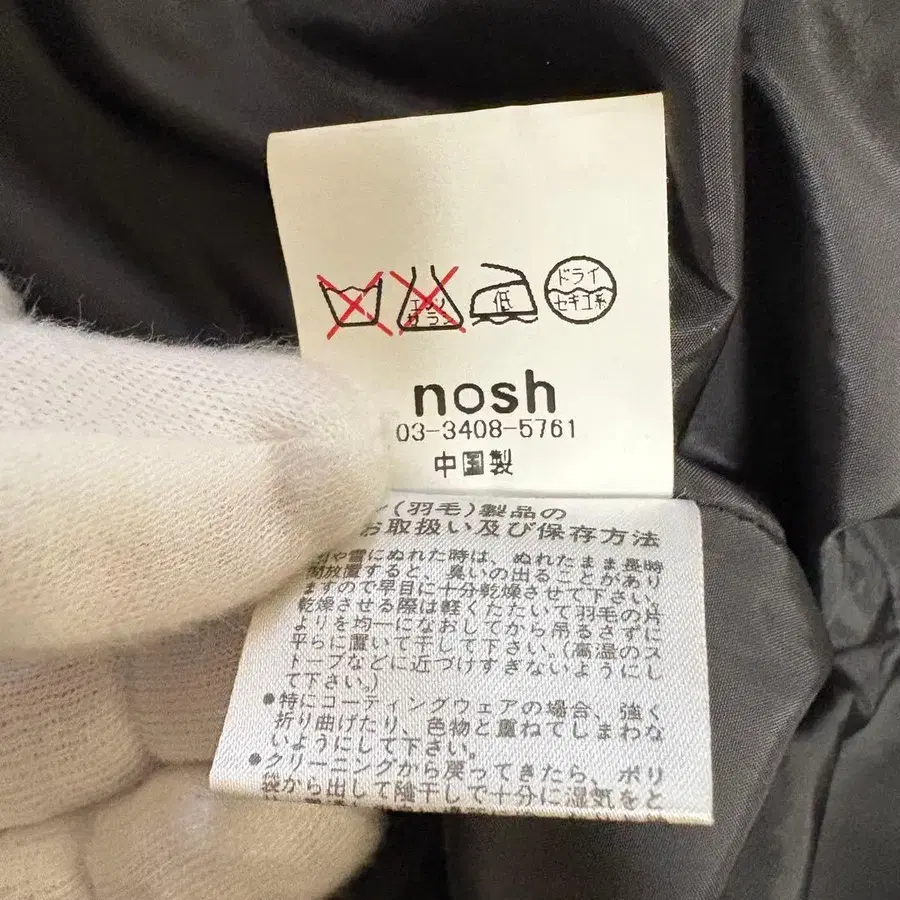 エンソ
サラシ
低
ドライ
セキユ系
nosh
03-3408-5761
中国製
(羽毛)製品の
お取扱い及び保存方法
や雪にぬれた時は、ぬれたまま長時
間放置すると、臭いの出ることがあり
ますので早目に十分乾燥させて下さい。
乾燥させる際は軽くたたいて羽毛の片
よりを均一になおしてから吊るさずに
平らに置いて干して下さい。(高温のス
トーブなどに近づけすぎないようにし
て下さい。)
●特にコーティングウェアの場合、強く
折り曲げたり、色物と重ねてしまわな
いようにして下さい。
●クリーニングから戻ってきたら、ポリ
袋から出して陰干しで十分に湿気をと